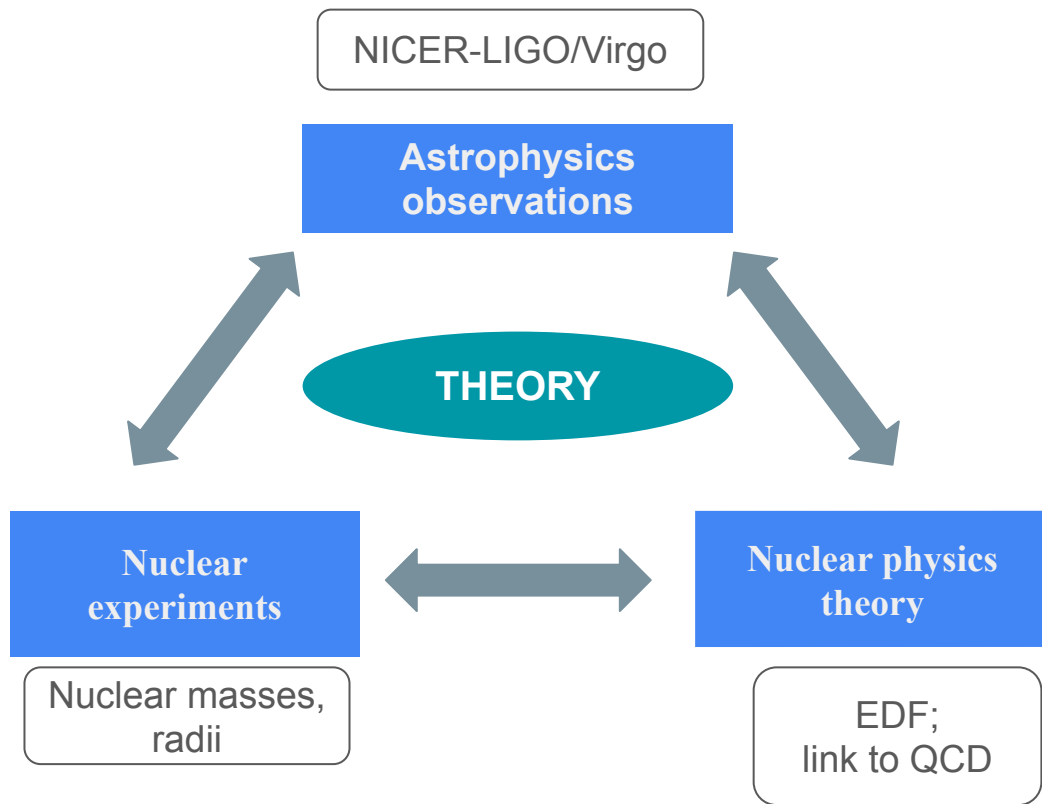 NICER-LIGO/Virgo
Astrophysics
observations
THEORY
Nuclear
experiments
Nuclear physics
theory
Nuclear masses,
radii
EDF;
link to QCD